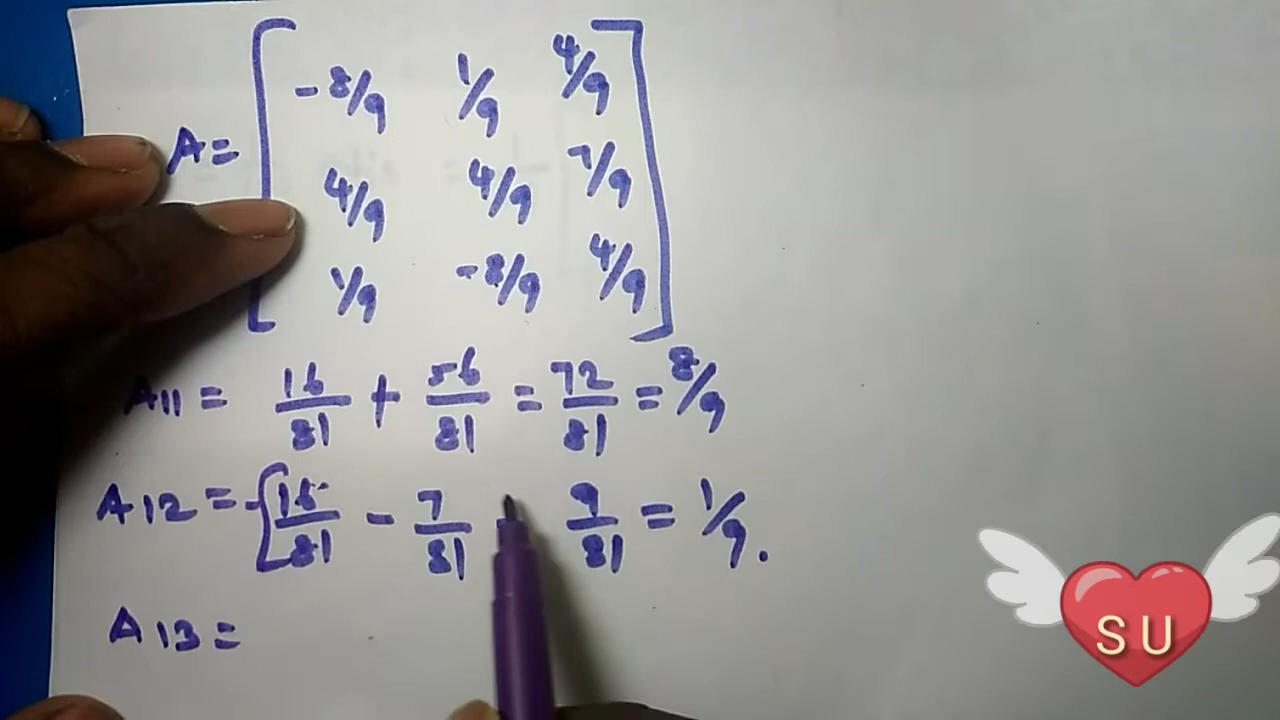 -8/9 1/9 4/9
A = 4/9 4/9 7/9
1/9 -8/9 4/9
A11 = 16/81 + 56/81 = 72/81 = 8/9
A12 = -[16/81 - 7/81 9/81 = 1/9.
A13 =
SU